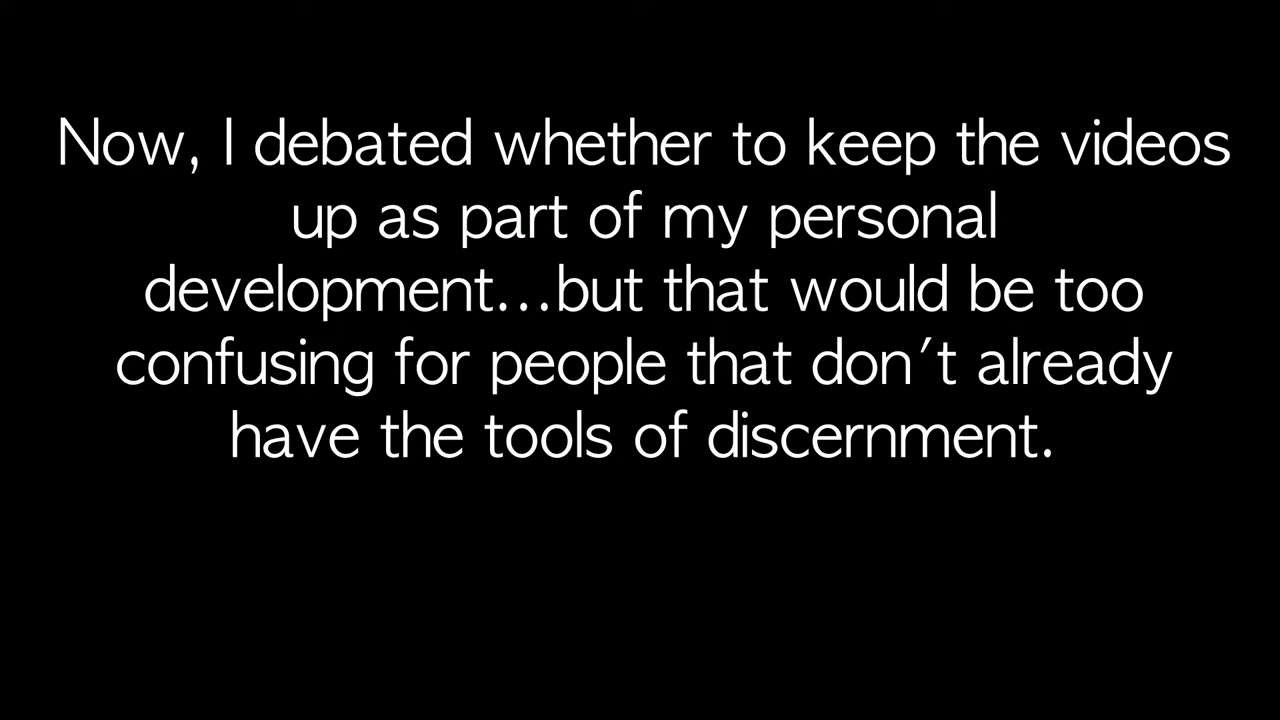 Now, I debated whether to keep the videos
up as part of my personal
development...but that would be too
confusing for people that don't already
have the tools of discernment.